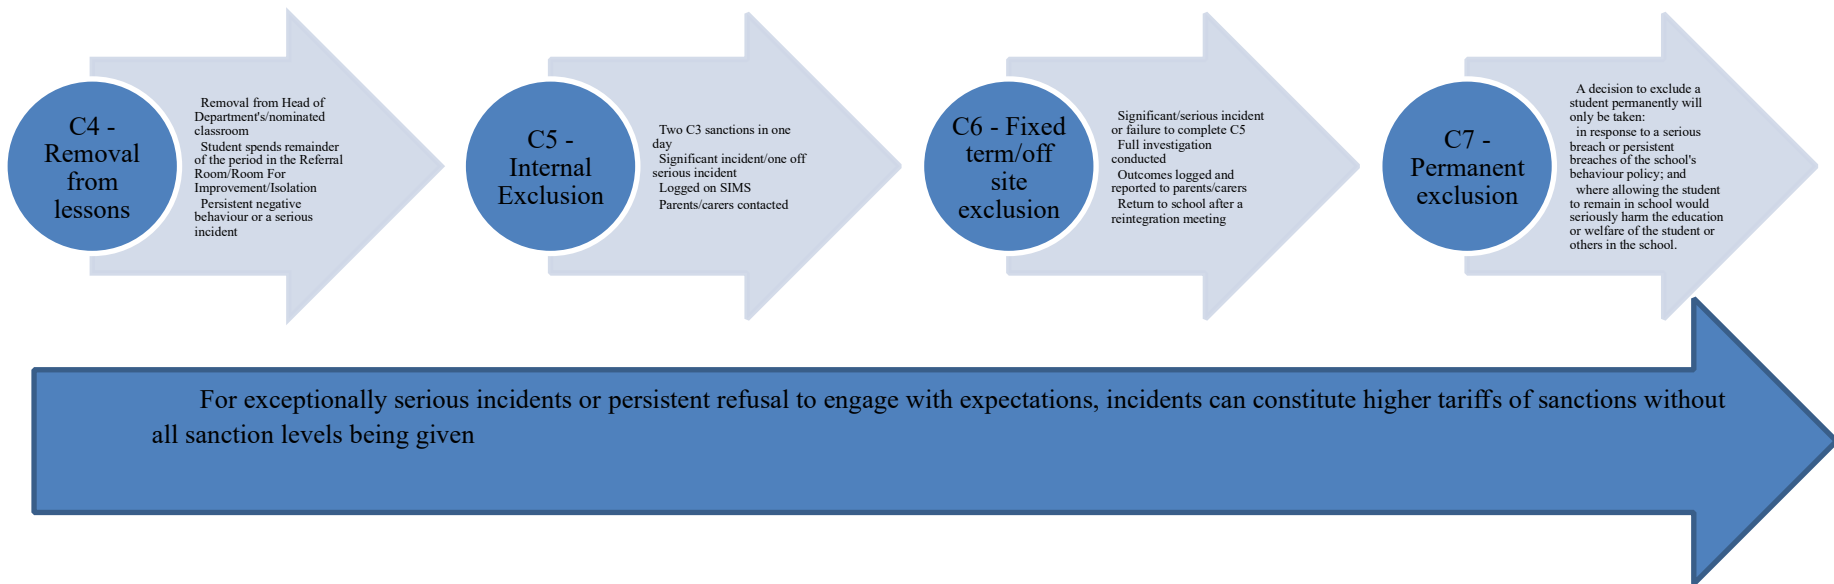 C4 -
Removal
from
lessons
Removal from Head of
Department's/nominated
classroom
Student spends remainder
of the period in the Referral
Room/Room For
Improvement/Isolation
Persistent negative
behaviour or a serious
incident
C5 -
Internal
Exclusion
Two C3 sanctions in one
day
Significant incident/one off
serious incident
Logged on SIMS
Parents/carers contacted
C6 - Fixed
term/off
site
exclusion
Significant/serious incident
or failure to complete C5
Full investigation
conducted
Outcomes logged and
reported to parents/carers
Return to school after a
reintegration meeting
C7 -
Permanent
exclusion
A decision to exclude a
student permanently will
only be taken:
in response to a serious
breach or persistent
breaches of the school's
behaviour policy; and
where allowing the student
to remain in school would
seriously harm the education
or welfare of the student or
others in the school.
For exceptionally serious incidents or persistent refusal to engage with expectations, incidents can constitute higher tariffs of sanctions without
all sanction levels being given